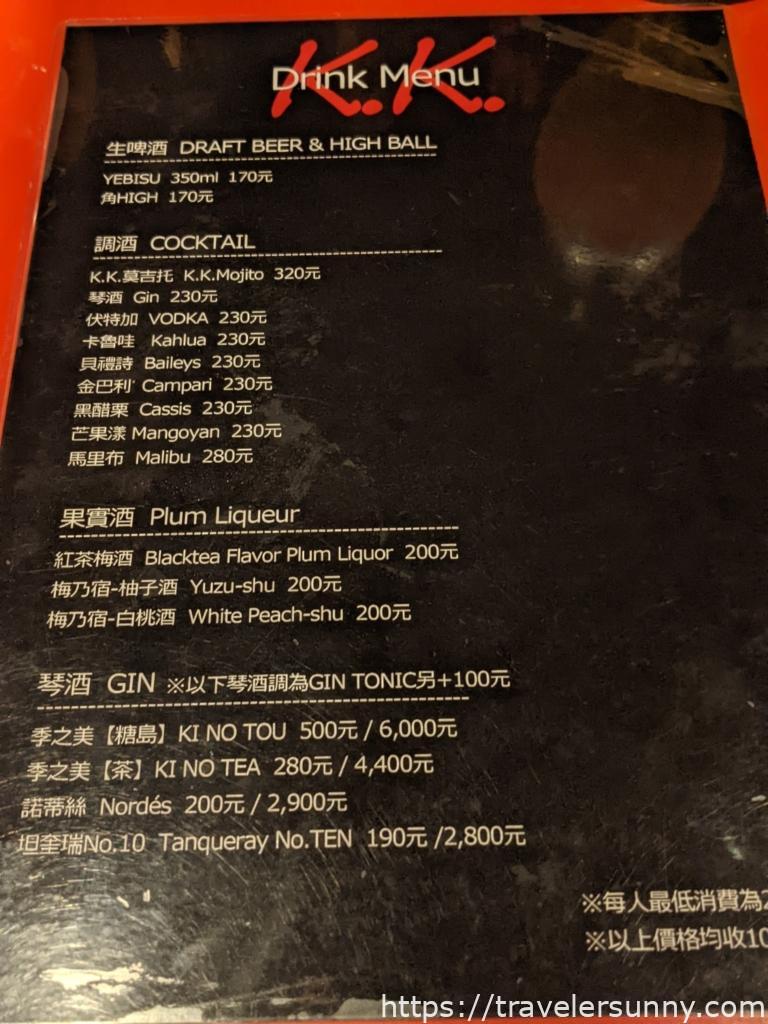 K.K.
Drink Menu
生啤酒 DRAFT BEER & HIGH BALL
YEBISU 350ml 170元
角HIGH 170元
調酒 COCKTAIL
K.K.莫吉托 K.K.Mojito 320元
琴酒 Gin 230元
伏特加 VODKA 230元
卡魯哇 Kahlua 230元
貝禮詩 Baileys 230元
金巴利 Campari 230元
黑醋栗 Cassis 230元
芒果漾 Mangoyan 230元
馬里布 Malibu 280元
果實酒 Plum Liqueur
紅茶梅酒 Blacktea Flavor Plum Liquor 200元
梅乃宿-柚子酒 Yuzu-shu 200元
梅乃宿-白桃酒 White Peach-shu 200元
琴酒 GIN ※以下琴酒調為GIN TONIC另+100元
季之美【糖島】KI NO TOU 500元 / 6,000元
季之美【茶】KI NO TEA 280元 / 4,400元
諾蒂絲 Nordés 200元 / 2,900元
坦奎瑞No.10 Tanqueray No.TEN 190元 /2,800元
※每人最低消費為
※以上價格均收10
https://travelersunny.com